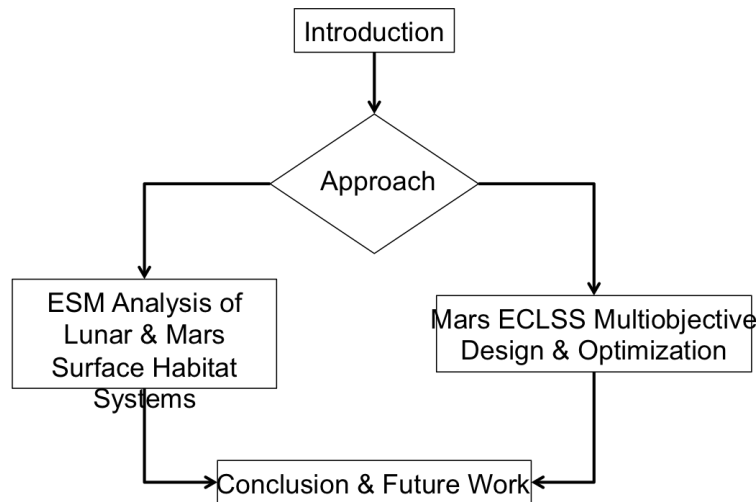 Introduction
Approach
ESM Analysis of
Lunar & Mars
Surface Habitat
Systems
Mars ECLSS Multiobjective
Design & Optimization
Conclusion & Future Work